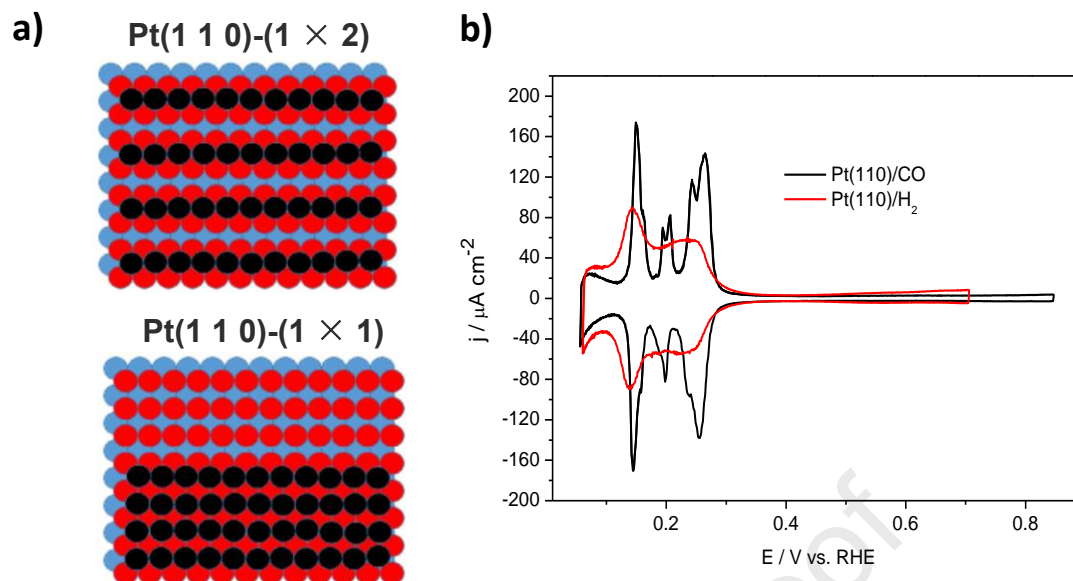 a)
Pt(1 1 0)-(1 × 2)
Pt(1 1 0)-(1 × 1)
b)
200
160
120
80
40
0
-40
-80
-120
-160
-200
j / µA cm⁻²
Pt(110)/CO
Pt(110)/H₂
0.2
0.4
0.6
0.8
E / V vs. RHE
oof